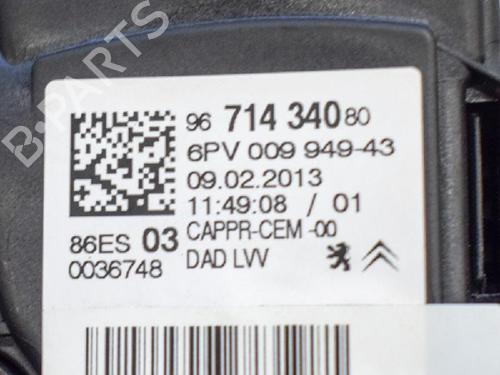 B-PARTS
96 714 340 80
6PV 009 949-43
09.02.2013
11:49:08 / 01
86ES 03 CAPPR-CEM -00
0036748 DAD LVV